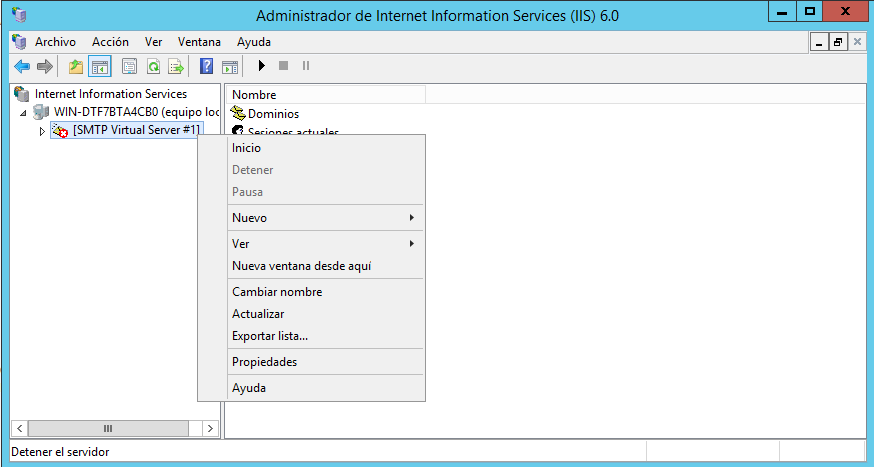 Administrador de Internet Information Services (IIS) 6.0
Archivo Acción Ver Ventana Ayuda
Internet Information Services
WIN-DTF7BTA4CB0 (equipo loc
[SMTP Virtual Server #1]
Nombre
Dominios
Sesiones actuales
Inicio
Detener
Pausa
Nuevo
Ver
Nueva ventana desde aquí
Cambiar nombre
Actualizar
Exportar lista...
Propiedades
Ayuda
Detener el servidor